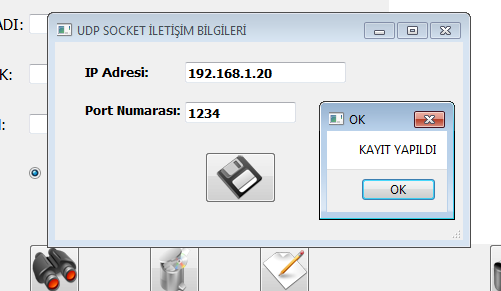 UDP SOCKET İLETİŞİM BİLGİLERİ
ADI:
IP Adresi:
192.168.1.20
K:
Port Numarası:
1234
OK
KAYIT YAPILDI
OK